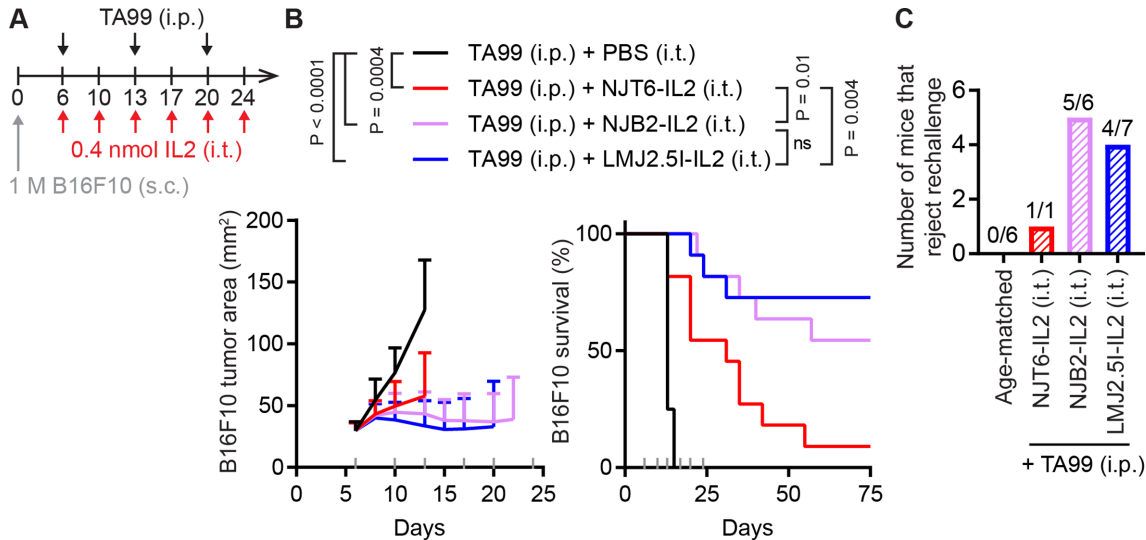 A
TA99 (i.p.)
0 6 10 13 17 20 24
0.4 nmol IL2 (i.t.)
1 M B16F10 (s.c.)
B
P < 0.0001
P = 0.0004
TA99 (i.p.) + PBS (i.t.)
TA99 (i.p.) + NJT6-IL2 (i.t.)
TA99 (i.p.) + NJB2-IL2 (i.t.)
TA99 (i.p.) + LMJ2.5I-IL2 (i.t.)
P = 0.01
ns
P = 0.004
B16F10 tumor area (mm²)
200
150
100
50
0
0 5 10 15 20 25
Days
B16F10 survival (%)
100
50
0
0 25 50 75
Days
C
Number of mice that
reject rechallenge
6
4
2
0
0/6
1/1
5/6
4/7
Age-matched
NJT6-IL2 (i.t.)
NJB2-IL2 (i.t.)
LMJ2.5I-IL2 (i.t.)
+ TA99 (i.p.)